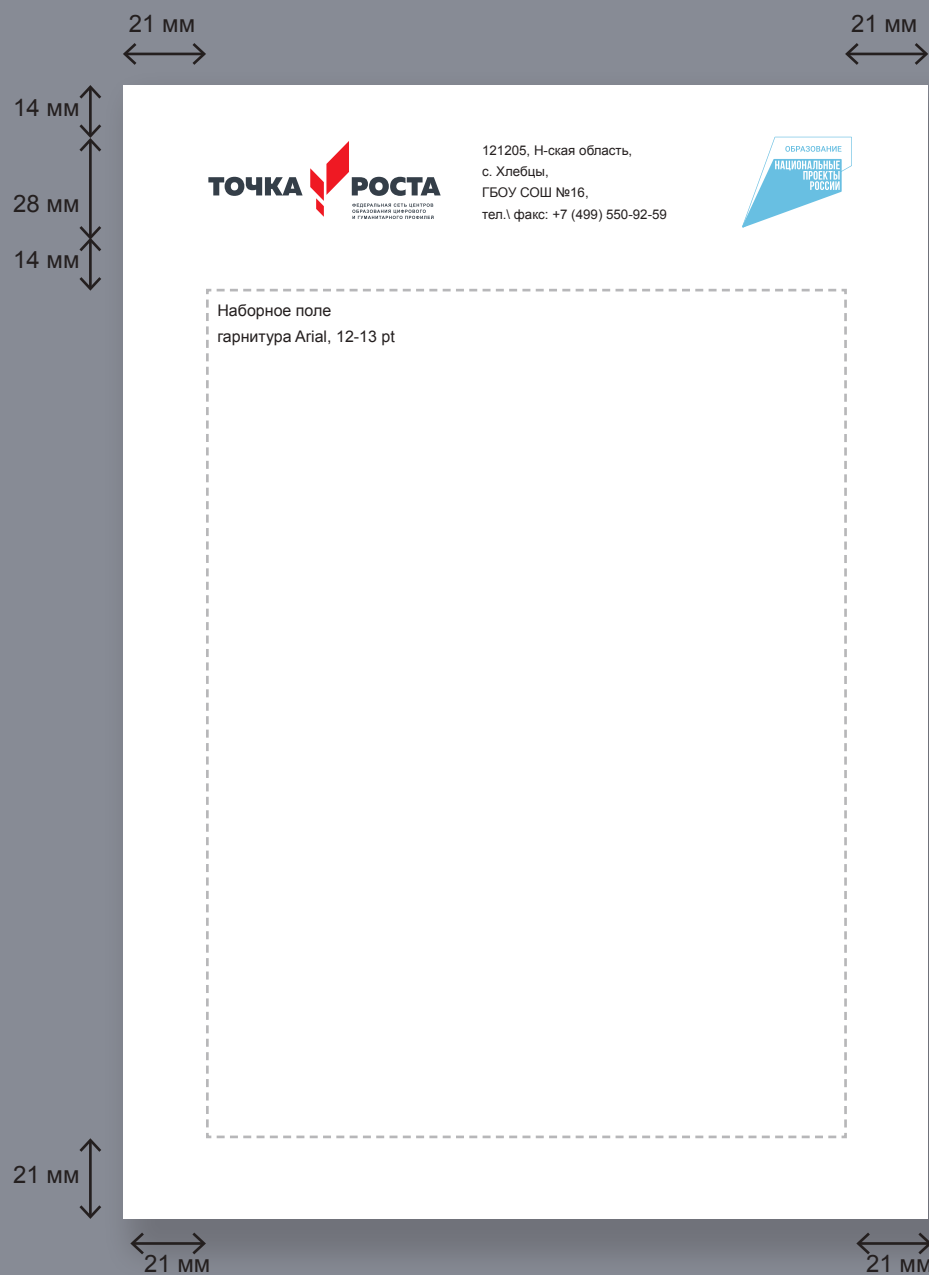 21 мм
21 мм
14 мм
28 мм
14 мм
ТОЧКА РОСТА
ФЕДЕРАЛЬНАЯ СЕТЬ ЦЕНТРОВ
ОБРАЗОВАНИЯ ЦИФРОВОГО
И ГУМАНИТАРНОГО ПРОФИЛЕЙ
121205, Н-ская область,
с. Хлебцы,
ГБОУ СОШ №16,
тел.\ факс: +7 (499) 550-92-59
ОБРАЗОВАНИЕ
НАЦИОНАЛЬНЫЕ
ПРОЕКТЫ
РОССИИ
Наборное поле
гарнитура Arial, 12-13 pt
21 мм
21 мм
21 мм